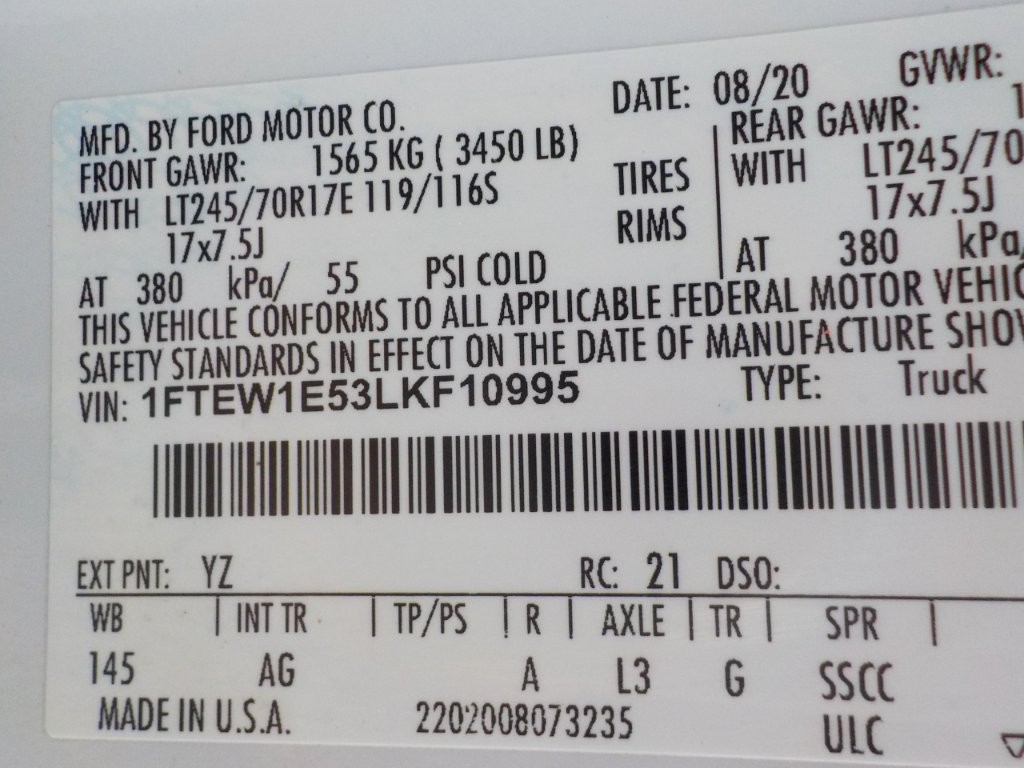 MFD. BY FORD MOTOR CO. DATE: 08/20 GVWR:
FRONT GAWR: 1565 KG ( 3450 LB) REAR GAWR:
WITH LT245/70R17E 119/116S TIRES WITH LT245/70
17x7.5J RIMS 17x7.5J
AT 380 kPa/ 55 PSI COLD AT 380 kPa
THIS VEHICLE CONFORMS TO ALL APPLICABLE FEDERAL MOTOR VEHIC
SAFETY STANDARDS IN EFFECT ON THE DATE OF MANUFACTURE SHO
VIN: 1FTEW1E53LKF10995 TYPE: Truck
EXT PNT: YZ RC: 21 DSO:
WB INT TR TP/PS R AXLE TR SPR
145 AG A L3 G SSCC
MADE IN U.S.A. 2202008073235 ULC